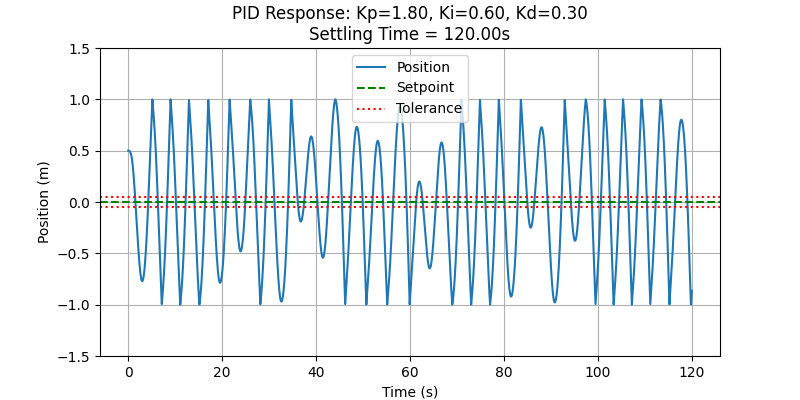 PID Response: Kp=1.80, Ki=0.60, Kd=0.30
Settling Time = 120.00s
Position (m)
1.5
1.0
0.5
0.0
−0.5
−1.0
−1.5
Position
Setpoint
Tolerance
0
20
40
60
80
100
120
Time (s)